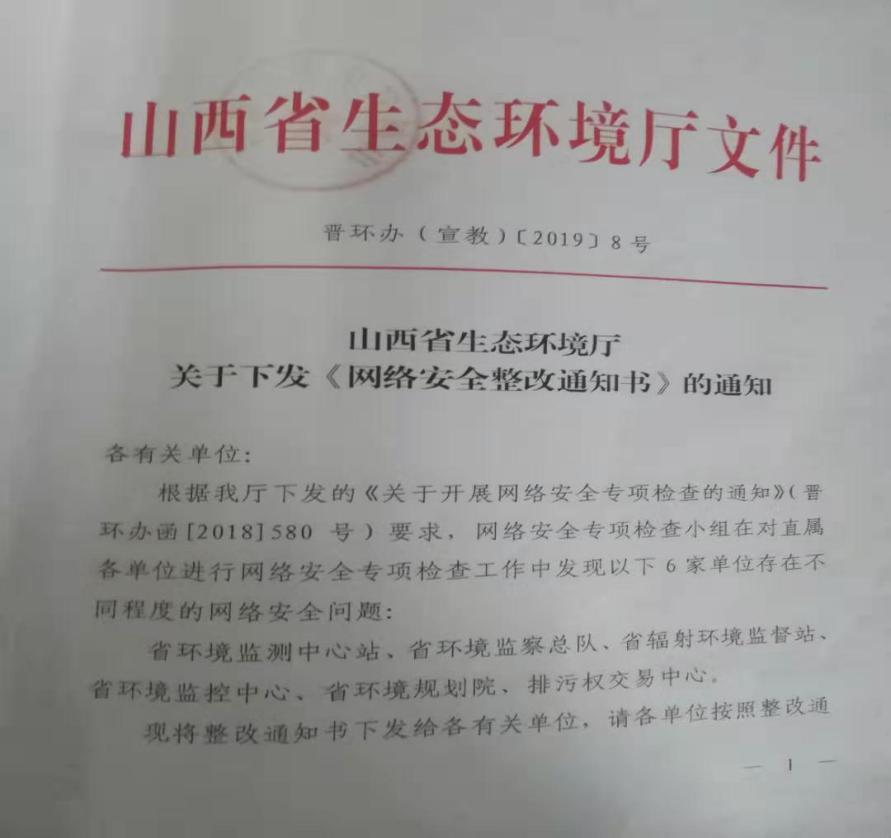 山西省生态环境厅文件
晋环办（宣教）〔2019〕8号
山西省生态环境厅
关于下发《网络安全整改通知书》的通知
各有关单位：
根据我厅下发的《关于开展网络安全专项检查的通知》（晋
环办函[2018]580 号）要求，网络安全专项检查小组在对直属
各单位进行网络安全专项检查工作中发现以下 6 家单位存在不
同程度的网络安全问题：
省环境监测中心站、省环境监察总队、省辐射环境监督站、
省环境监控中心、省环境规划院、排污权交易中心。
现将整改通知书下发给各有关单位，请各单位按照整改通
— 1 —